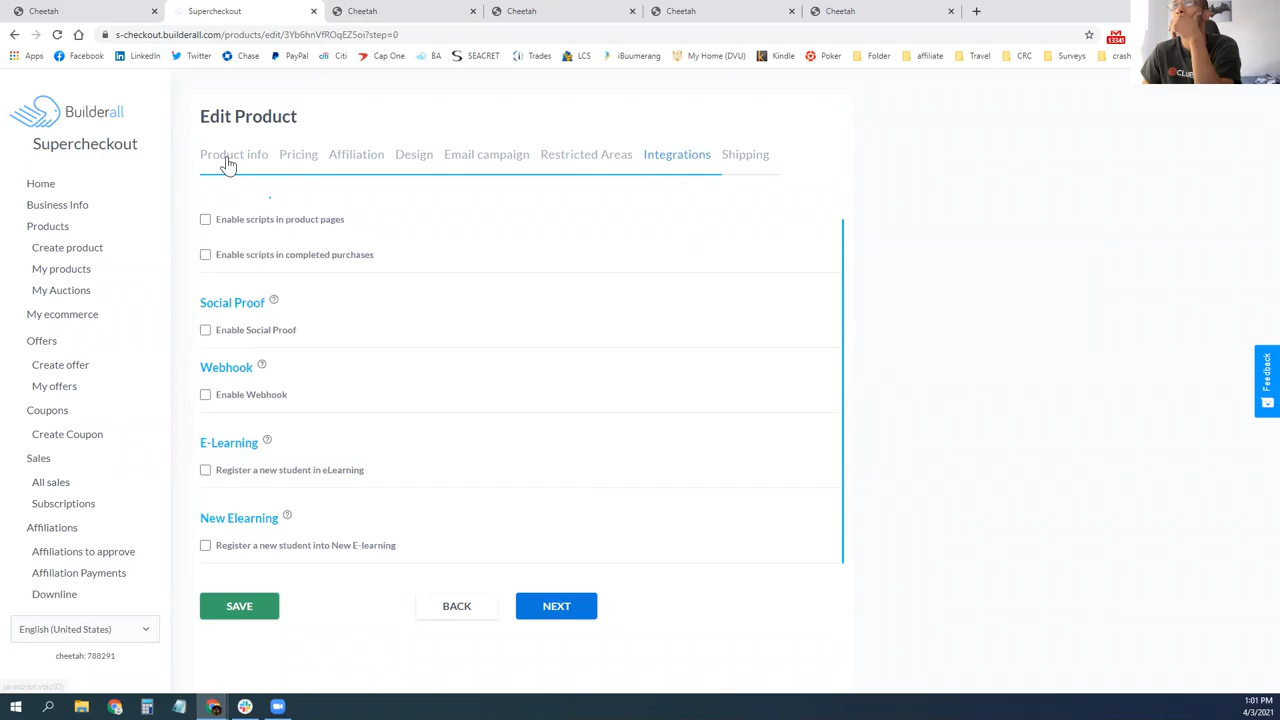 Cheetah
Supercheckout
Cheetah
Cheetah
Cheetah
Cheetah
s-checkout.builderall.com/products/edit/3Yb6hnVfROqEZSoi?step=0
13345
Apps
Facebook
LinkedIn
Twitter
Chase
PayPal
Citi
Cap One
BA
SEACRET
Trades
LCS
iBuumerang
My Home (DVU)
Kindle
Poker
Folder
affiliate
Travel
CRC
Surveys
crash
Builderall
Supercheckout
Home
Business Info
Products
Create product
My products
My Auctions
My ecommerce
Offers
Create offer
My offers
Coupons
Create Coupon
Sales
All sales
Subscriptions
Affiliations
Affiliations to approve
Affiliation Payments
Downline
English (United States)
cheetah: 788291
javascript:void(0);
Edit Product
Product info
Pricing
Affiliation
Design
Email campaign
Restricted Areas
Integrations
Shipping
Enable scripts in product pages
Enable scripts in completed purchases
Social Proof
Enable Social Proof
Webhook
Enable Webhook
E-Learning
Register a new student in eLearning
New Elearning
Register a new student into New E-learning
SAVE
BACK
NEXT
Feedback
1:01 PM
4/3/2021